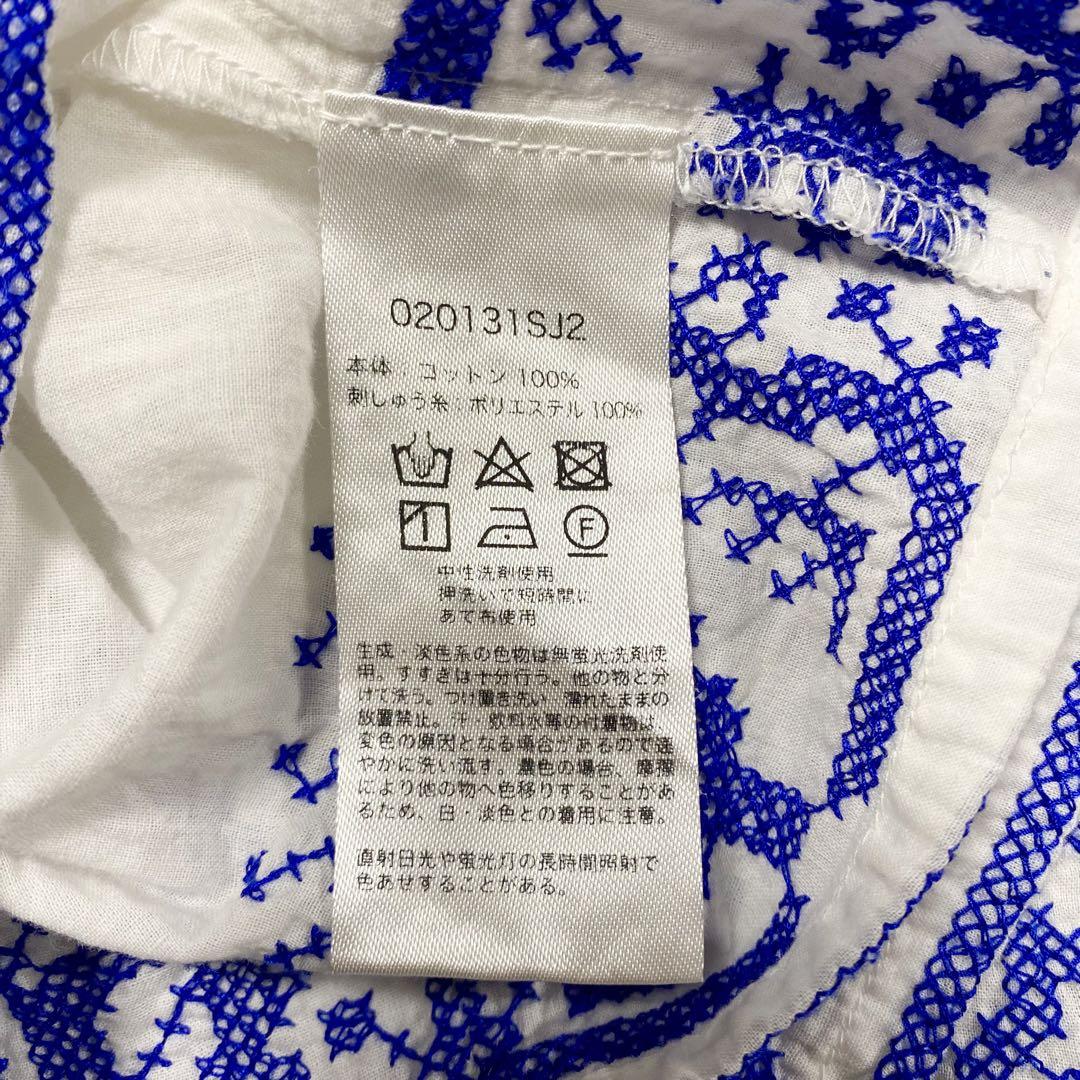 020131SJ2
本体：コットン 100%
刺しゅう糸：ポリエステル 100%
F
中性洗剤使用
押洗いで短時間に
あて布使用
生成・淡色系の色物は無蛍光洗剤使
用。すすぎは十分行う。他の物と分
けて洗う。つけ置き洗い、濡れたままの
放置禁止。汗・飲料水等の付着物は、
変色の原因となる場合があるので速
やかに洗い流す。濃色の場合、摩擦
により他の物へ色移りすることがあ
るため、白・淡色との着用に注意。
直射日光や蛍光灯の長時間照射で
色あせすることがある。